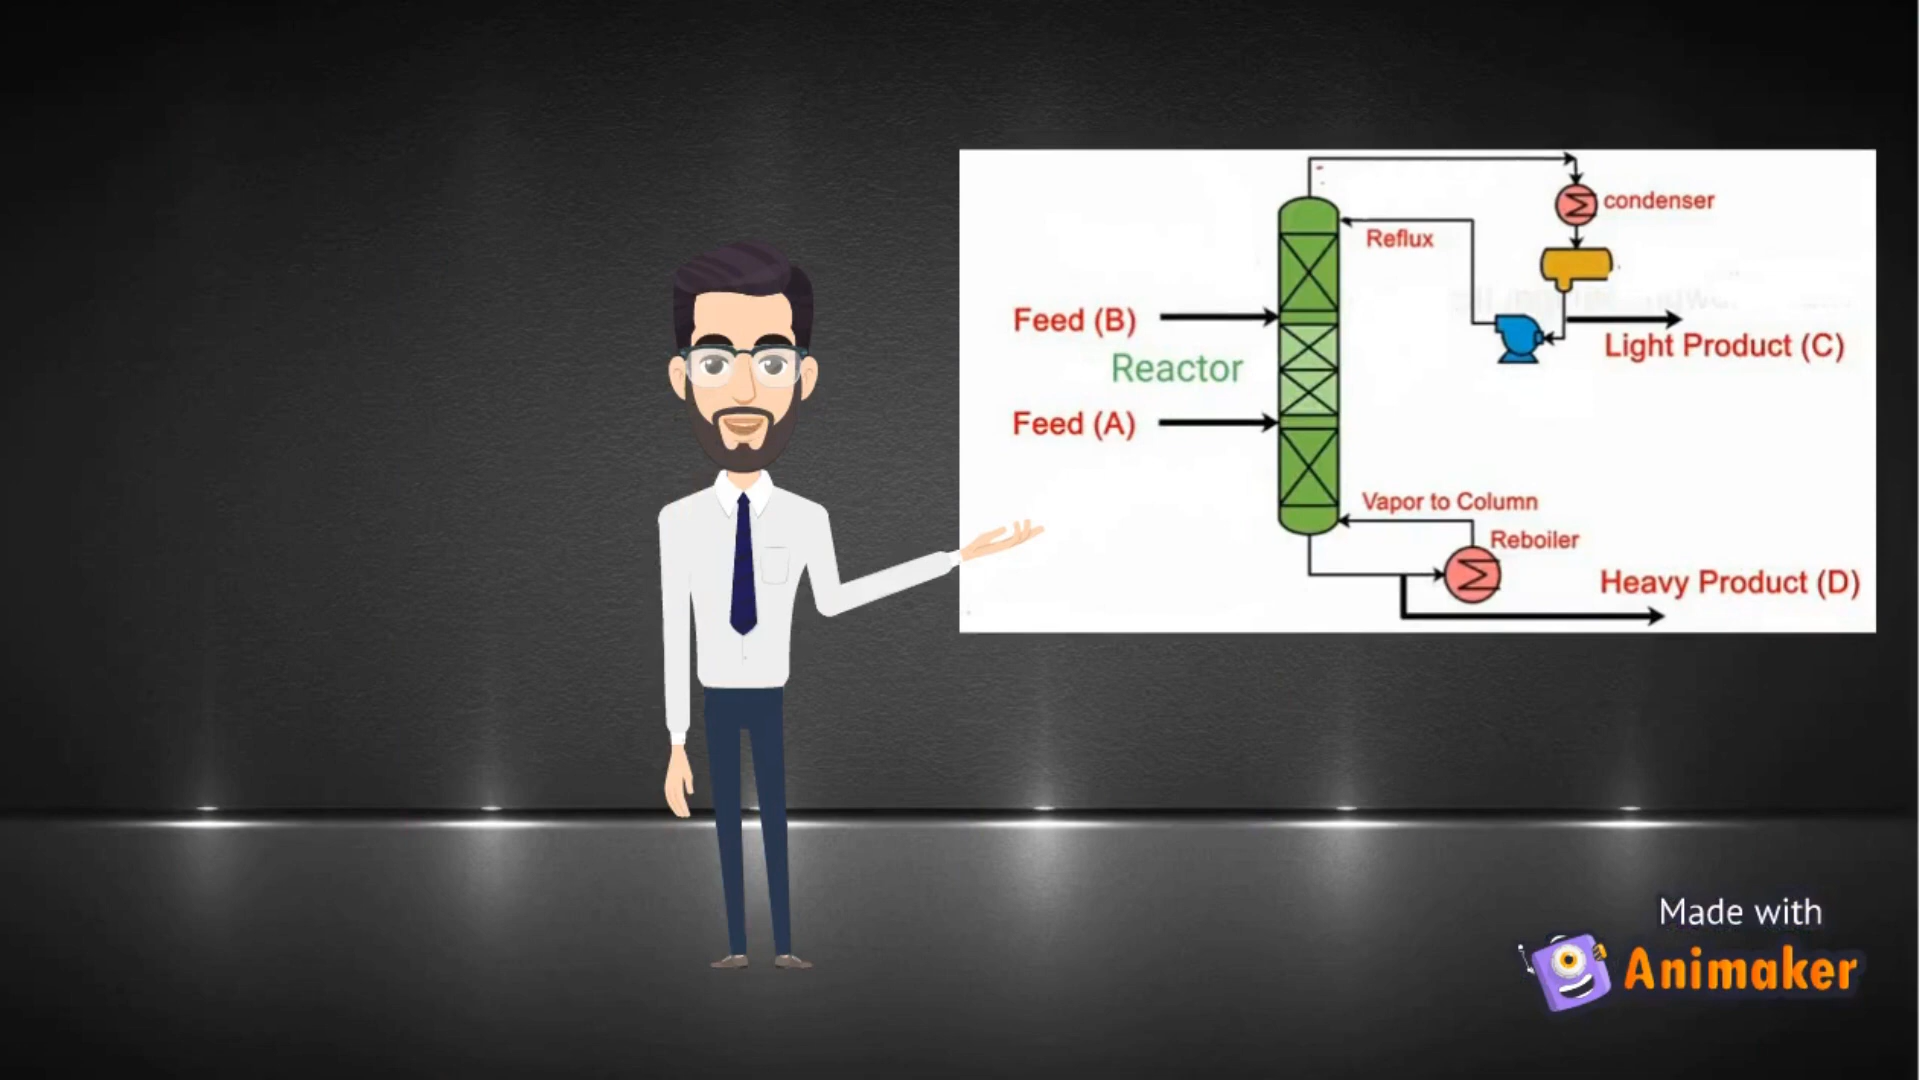 condenser
Reflux
Feed (B)
Light Product (C)
Reactor
Feed (A)
Vapor to Column
Reboiler
Heavy Product (D)
Made with
Animaker